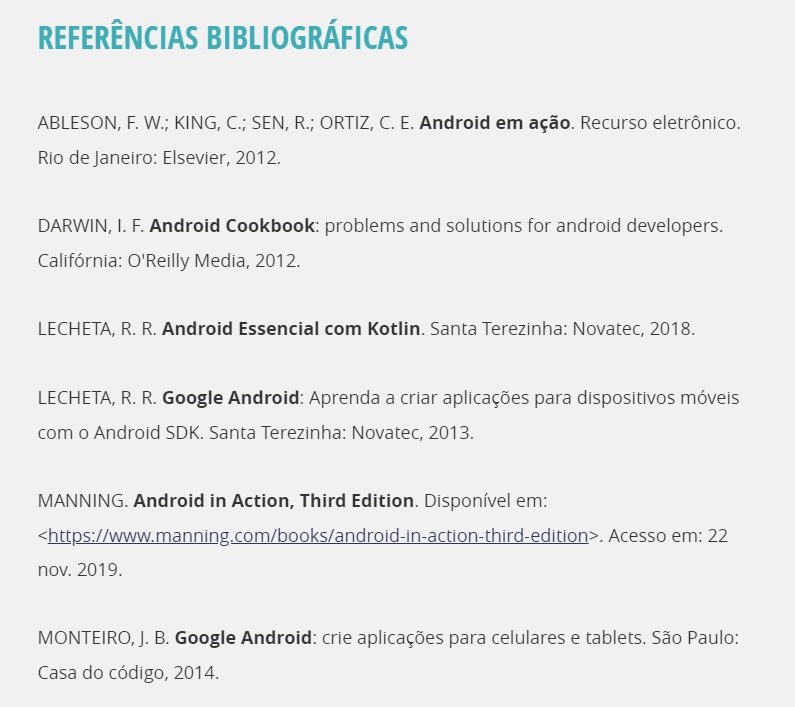 REFERÊNCIAS BIBLIOGRÁFICAS
ABLESON, F. W.; KING, C.; SEN, R.; ORTIZ, C. E. Android em ação. Recurso eletrônico.
Rio de Janeiro: Elsevier, 2012.
DARWIN, I. F. Android Cookbook: problems and solutions for android developers.
Califórnia: O'Reilly Media, 2012.
LECHETA, R. R. Android Essencial com Kotlin. Santa Terezinha: Novatec, 2018.
LECHETA, R. R. Google Android: Aprenda a criar aplicações para dispositivos móveis
com o Android SDK. Santa Terezinha: Novatec, 2013.
MANNING. Android in Action, Third Edition. Disponível em:
<https://www.manning.com/books/android-in-action-third-edition>. Acesso em: 22
nov. 2019.
MONTEIRO, J. B. Google Android: crie aplicações para celulares e tablets. São Paulo:
Casa do código, 2014.